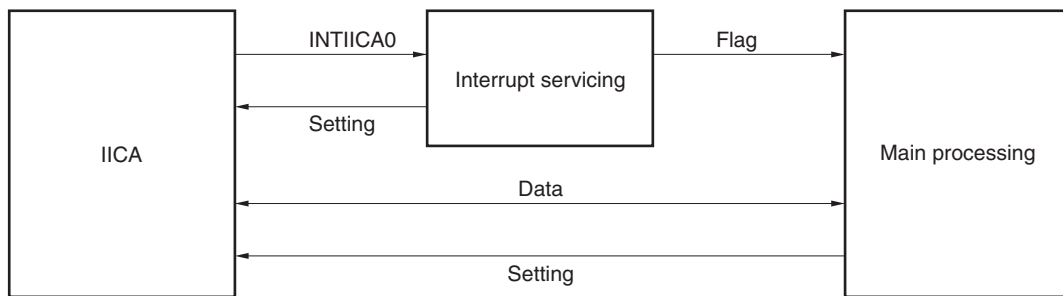 INTIICA0
Flag
Interrupt servicing
Setting
IICA
Main processing
Data
Setting